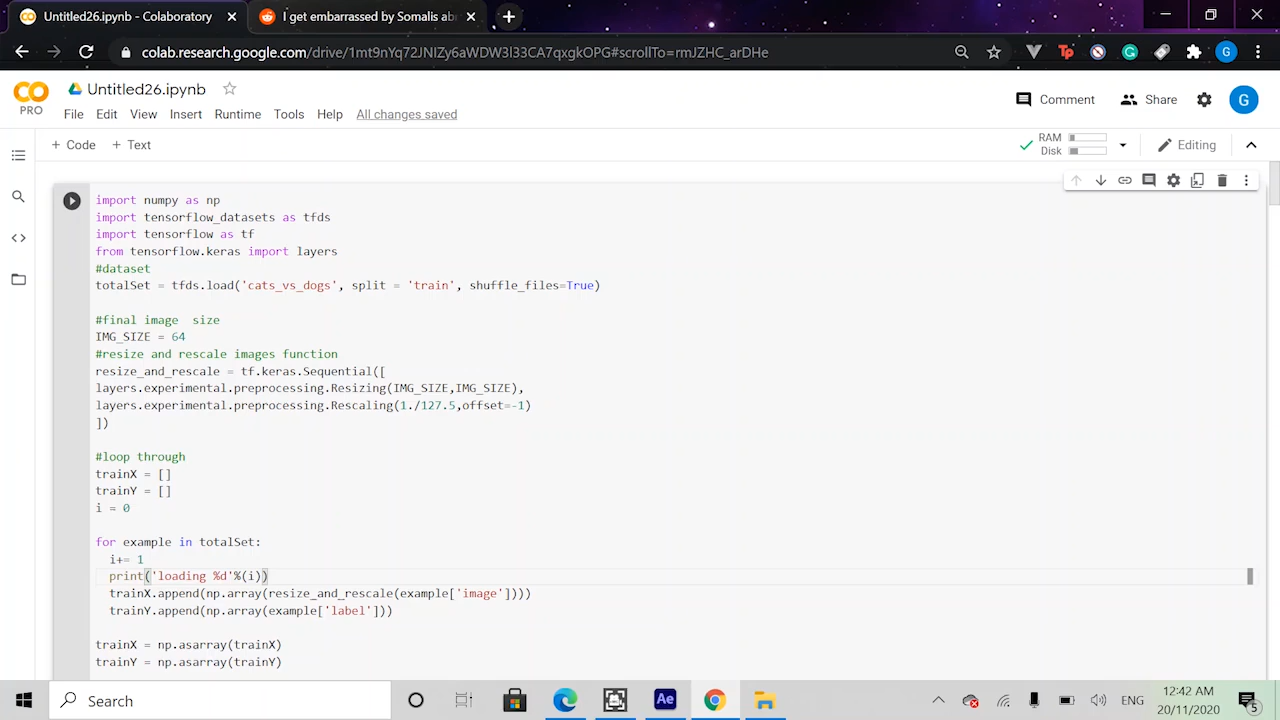 Untitled26.ipynb - Colaboratory
I get embarrassed by Somalis abr
colab.research.google.com/drive/1mt9nYq72JNIZy6aWDW3l33CA7qxgkOPG#scrollTo=rmJZHC_arDHe
Untitled26.ipynb
PRO
Comment
Share
G
File Edit View Insert Runtime Tools Help All changes saved
+ Code + Text
RAM
Disk
Editing
import numpy as np
import tensorflow_datasets as tfds
import tensorflow as tf
from tensorflow.keras import layers
#dataset
totalSet = tfds.load('cats_vs_dogs', split = 'train', shuffle_files=True)
#final image  size
IMG_SIZE = 64
#resize and rescale images function
resize_and_rescale = tf.keras.Sequential([
layers.experimental.preprocessing.Resizing(IMG_SIZE,IMG_SIZE),
layers.experimental.preprocessing.Rescaling(1./127.5,offset=-1)
])
#loop through
trainX = []
trainY = []
i = 0
for example in totalSet:
i+= 1
print('loading %d'%(i))
trainX.append(np.array(resize_and_rescale(example['image'])))
trainY.append(np.array(example['label']))
trainX = np.asarray(trainX)
trainY = np.asarray(trainY)
Search
Ae
ENG
12:42 AM
20/11/2020
5